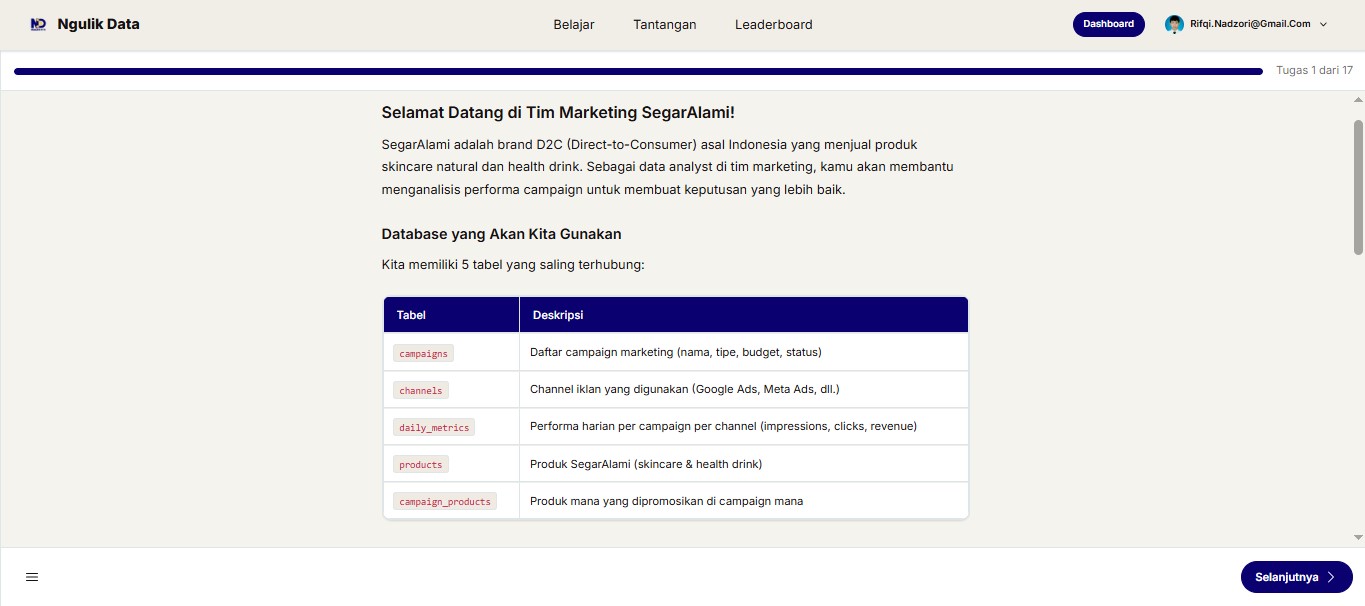 Ngulik Data
Belajar
Tantangan
Leaderboard
Dashboard
Rifqi.Nadzori@Gmail.Com
Tugas 1 dari 17
Selamat Datang di Tim Marketing SegarAlami!
SegarAlami adalah brand D2C (Direct-to-Consumer) asal Indonesia yang menjual produk
skincare natural dan health drink. Sebagai data analyst di tim marketing, kamu akan membantu
menganalisis performa campaign untuk membuat keputusan yang lebih baik.
Database yang Akan Kita Gunakan
Kita memiliki 5 tabel yang saling terhubung:
Tabel Deskripsi
campaigns Daftar campaign marketing (nama, tipe, budget, status)
channels Channel iklan yang digunakan (Google Ads, Meta Ads, dll.)
daily_metrics Performa harian per campaign per channel (impressions, clicks, revenue)
products Produk SegarAlami (skincare & health drink)
campaign_products Produk mana yang dipromosikan di campaign mana
Selanjutnya